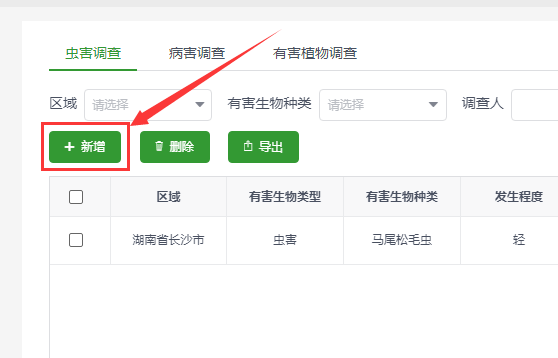 虫害调查 病害调查 有害植物调查
区域 请选择 有害生物种类 请选择 调查人
新增 删除 导出
区域 有害生物类型 有害生物种类 发生程度
湖南省长沙市 虫害 马尾松毛虫 轻